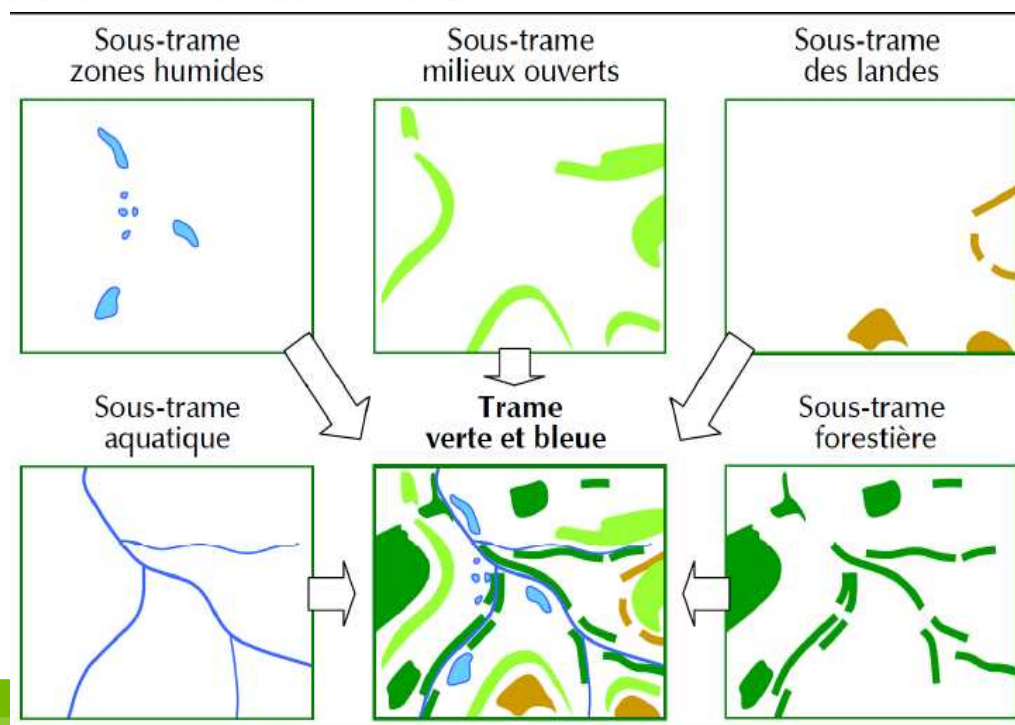 Sous-trame
zones humides
Sous-trame
milieux ouverts
Sous-trame
des landes
Sous-trame
aquatique
Trame
verte et bleue
Sous-trame
forestière